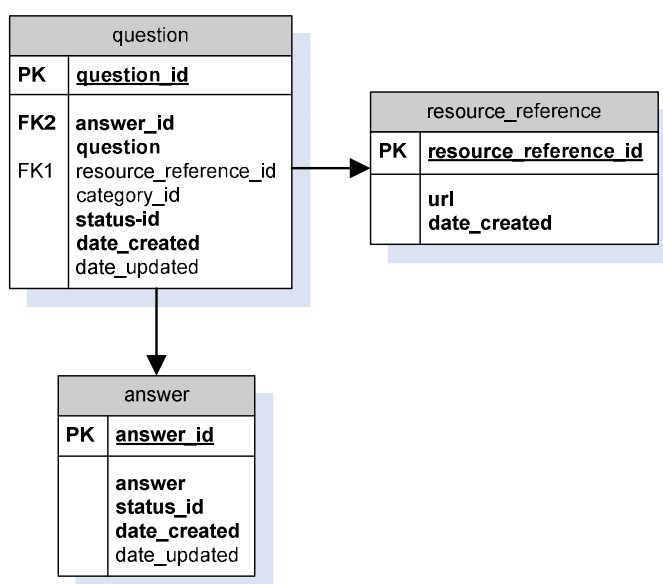 question
PK question_id
FK2 answer_id
question
FK1 resource_reference_id
category_id
status-id
date_created
date_updated
resource_reference
PK resource_reference_id
url
date_created
answer
PK answer_id
answer
status_id
date_created
date_updated